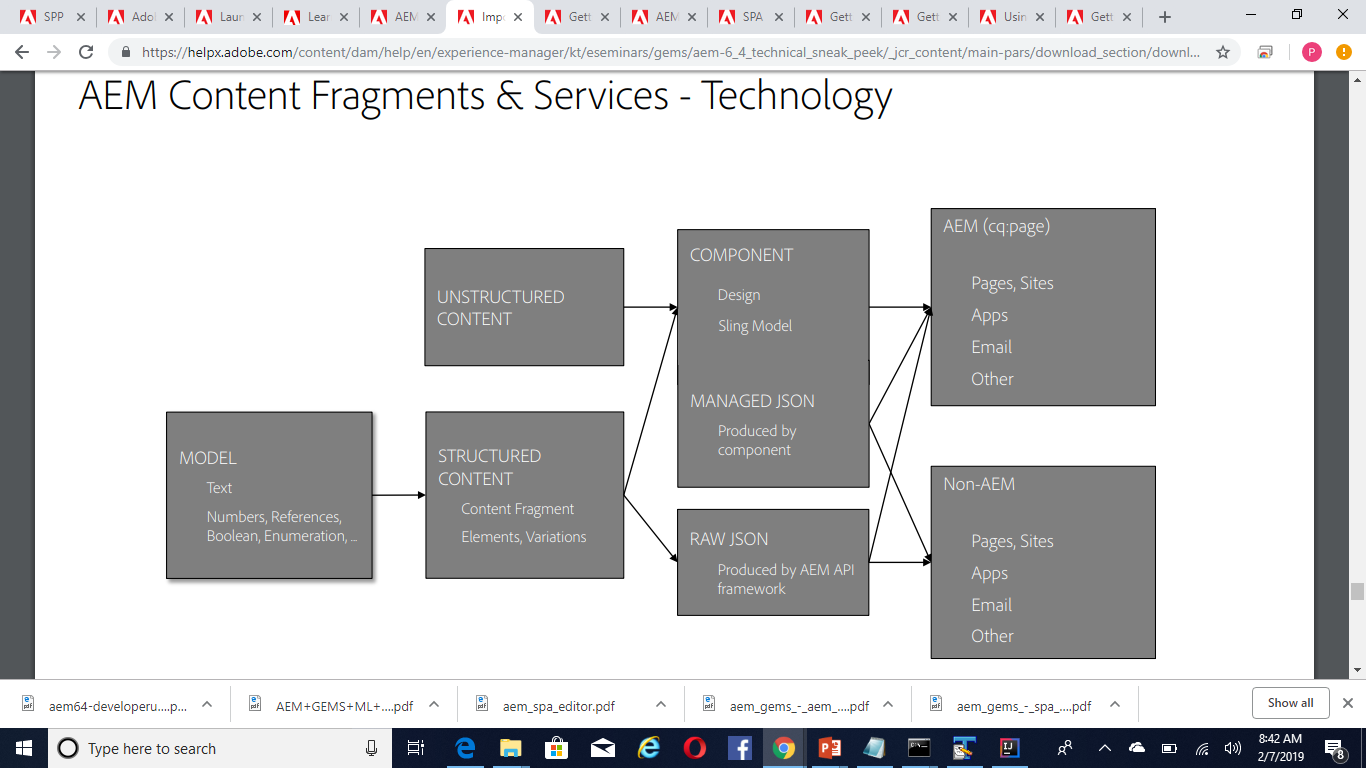 SPP
Adol
Laun
Lear
AEM
Impo
Gett
AEM
SPA
Gett
Gett
Usin
Gett
https://helpx.adobe.com/content/dam/help/en/experience-manager/kt/eseminars/gems/aem-6_4_technical_sneak_peek/_jcr_content/main-pars/download_section/downl...
P
AEM Content Fragments & Services - Technology
UNSTRUCTURED
CONTENT
COMPONENT
Design
Sling Model
MANAGED JSON
Produced by
component
AEM (cq:page)
Pages, Sites
Apps
Email
Other
MODEL
Text
Numbers, References,
Boolean, Enumeration, ...
STRUCTURED
CONTENT
Content Fragment
Elements, Variations
RAW JSON
Produced by AEM API
framework
Non-AEM
Pages, Sites
Apps
Email
Other
aem64-developeru....p...
AEM+GEMS+ML+....pdf
aem_spa_editor.pdf
aem_gems_-_aem_....pdf
aem_gems_-_spa_....pdf
Show all
Type here to search
8:42 AM
2/7/2019
8